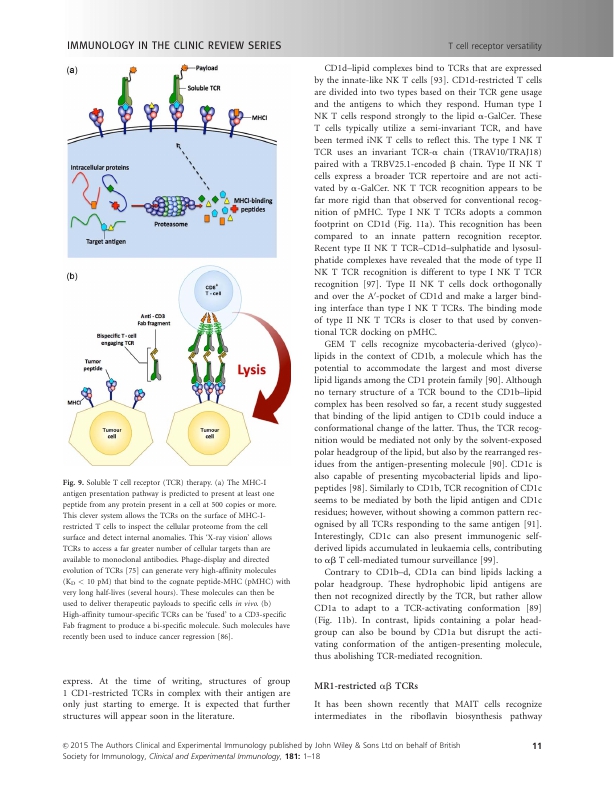 IMMUNOLOGY IN THE CLINIC REVIEW SERIES
T cell receptor versatility
(a)
Payload
Soluble TCR
MHCI
Intracellular proteins
MHCI-binding
peptides
Proteasome
Target antigen
(b)
CD8+
T - cell
Anti - CD3
Fab fragment
Bispecific T - cell
engaging TCR
Tumor
peptide
Lysis
MHCI
Tumour
cell
Tumour
cell
Fig. 9. Soluble T cell receptor (TCR) therapy. (a) The MHC-I
antigen presentation pathway is predicted to present at least one
peptide from any protein present in a cell at 500 copies or more.
This clever system allows the TCRs on the surface of MHC-I-
restricted T cells to inspect the cellular proteome from the cell
surface and detect internal anomalies. This ‘X-ray vision’ allows
TCRs to access a far greater number of cellular targets than are
available to monoclonal antibodies. Phage-display and directed
evolution of TCRs [75] can generate very high-affinity molecules
(KD < 10 pM) that bind to the cognate peptide-MHC (pMHC) with
very long half-lives (several hours). These molecules can then be
used to deliver therapeutic payloads to specific cells in vivo. (b)
High-affinity tumour-specific TCRs can be ‘fused’ to a CD3-specific
Fab fragment to produce a bi-specific molecule. Such molecules have
recently been used to induce cancer regression [86].
express. At the time of writing, structures of group
1 CD1-restricted TCRs in complex with their antigen are
only just starting to emerge. It is expected that further
structures will appear soon in the literature.
CD1d–lipid complexes bind to TCRs that are expressed
by the innate-like NK T cells [93]. CD1d-restricted T cells
are divided into two types based on their TCR gene usage
and the antigens to which they respond. Human type I
NK T cells respond strongly to the lipid α-GalCer. These
T cells typically utilize a semi-invariant TCR, and have
been termed iNK T cells to reflect this. The type I NK T
TCR uses an invariant TCR-α chain (TRAV10/TRAJ18)
paired with a TRBV25.1-encoded β chain. Type II NK T
cells express a broader TCR repertoire and are not acti-
vated by α-GalCer. NK T TCR recognition appears to be
far more rigid than that observed for conventional recog-
nition of pMHC. Type I NK T TCRs adopts a common
footprint on CD1d (Fig. 11a). This recognition has been
compared to an innate pattern recognition receptor.
Recent type II NK T TCR–CD1d–sulphatide and lysosul-
phatide complexes have revealed that the mode of type II
NK T TCR recognition is different to type I NK T TCR
recognition [97]. Type II NK T cells dock orthogonally
and over the A′-pocket of CD1d and make a larger bind-
ing interface than type I NK T TCRs. The binding mode
of type II NK T TCRs is closer to that used by conven-
tional TCR docking on pMHC.
GEM T cells recognize mycobacteria-derived (glyco)-
lipids in the context of CD1b, a molecule which has the
potential to accommodate the largest and most diverse
lipid ligands among the CD1 protein family [90]. Although
no ternary structure of a TCR bound to the CD1b–lipid
complex has been resolved so far, a recent study suggested
that binding of the lipid antigen to CD1b could induce a
conformational change of the latter. Thus, the TCR recog-
nition would be mediated not only by the solvent-exposed
polar headgroup of the lipid, but also by the rearranged res-
idues from the antigen-presenting molecule [90]. CD1c is
also capable of presenting mycobacterial lipids and lipo-
peptides [98]. Similarly to CD1b, TCR recognition of CD1c
seems to be mediated by both the lipid antigen and CD1c
residues; however, without showing a common pattern rec-
ognised by all TCRs responding to the same antigen [91].
Interestingly, CD1c can also present immunogenic self-
derived lipids accumulated in leukaemia cells, contributing
to αβ T cell-mediated tumour surveillance [99].
Contrary to CD1b–d, CD1a can bind lipids lacking a
polar headgroup. These hydrophobic lipid antigens are
then not recognized directly by the TCR, but rather allow
CD1a to adapt to a TCR-activating conformation [89]
(Fig. 11b). In contrast, lipids containing a polar head-
group can also be bound by CD1a but disrupt the acti-
vating conformation of the antigen-presenting molecule,
thus abolishing TCR-mediated recognition.
MR1-restricted αβ TCRs
It has been shown recently that MAIT cells recognize
intermediates in the riboflavin biosynthesis pathway
© 2015 The Authors Clinical and Experimental Immunology published by John Wiley & Sons Ltd on behalf of British
Society for Immunology, Clinical and Experimental Immunology, 181: 1–18
11